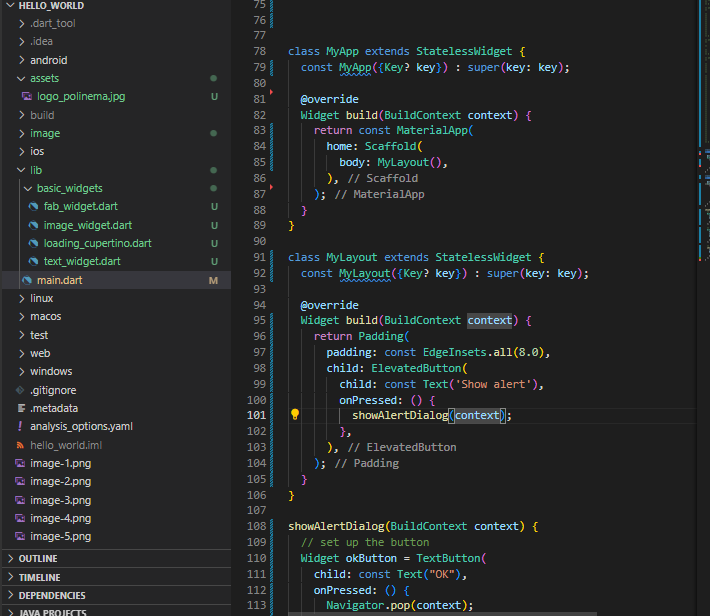 HELLO_WORLD
.dart_tool
.idea
android
assets
logo_polinema.jpg U
build
image
ios
lib
basic_widgets
fab_widget.dart U
image_widget.dart U
loading_cupertino.dart U
text_widget.dart U
main.dart M
linux
macos
test
web
windows
.gitignore
.metadata
analysis_options.yaml
hello_world.iml
image-1.png
image-2.png
image-3.png
image-4.png
image-5.png
OUTLINE
TIMELINE
DEPENDENCIES
JAVA PROJECTS
75
76
77
78 class MyApp extends StatelessWidget {
79 const MyApp({Key? key}) : super(key: key);
80
81 @override
82 Widget build(BuildContext context) {
83 return const MaterialApp(
84 home: Scaffold(
85 body: MyLayout(),
86 ), // Scaffold
87 ); // MaterialApp
88 }
89 }
90
91 class MyLayout extends StatelessWidget {
92 const MyLayout({Key? key}) : super(key: key);
93
94 @override
95 Widget build(BuildContext context) {
96 return Padding(
97 padding: const EdgeInsets.all(8.0),
98 child: ElevatedButton(
99 child: const Text('Show alert'),
100 onPressed: () {
101 showAlertDialog(context);
102 },
103 ), // ElevatedButton
104 ); // Padding
105 }
106 }
107
108 showAlertDialog(BuildContext context) {
109 // set up the button
110 Widget okButton = TextButton(
111 child: const Text("OK"),
112 onPressed: () {
113 Navigator.pop(context);